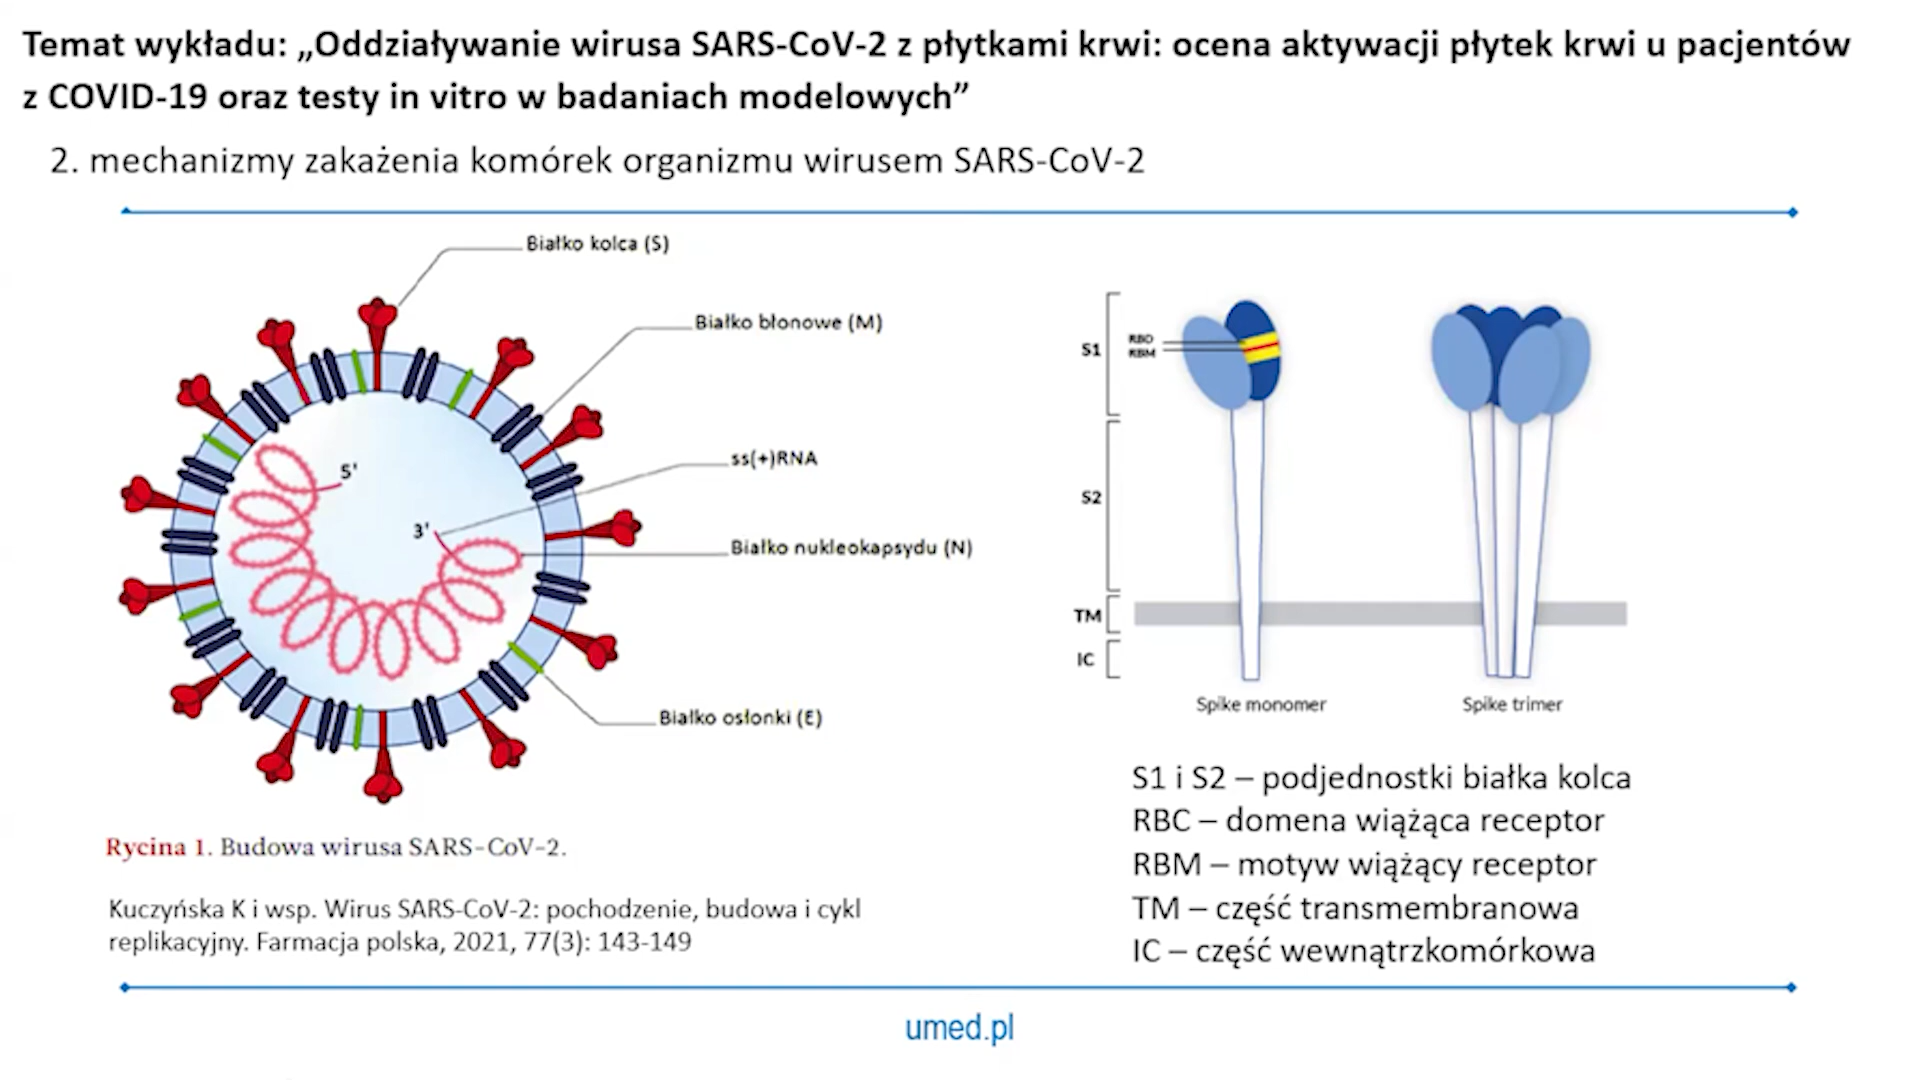 Temat wykładu: „Oddziaływanie wirusa SARS-CoV-2 z płytkami krwi: ocena aktywacji płytek krwi u pacjentów
z COVID-19 oraz testy in vitro w badaniach modelowych”
2. mechanizmy zakażenia komórek organizmu wirusem SARS-CoV-2
Białko kolca (S)
Białko błonowe (M)
ss(+)RNA
Białko nukleokapsydu (N)
Białko osłonki (E)
5'
3'
Rycina 1. Budowa wirusa SARS-CoV-2.
Kuczyńska K i wsp. Wirus SARS-CoV-2: pochodzenie, budowa i cykl
replikacyjny. Farmacja polska, 2021, 77(3): 143-149
S1
RBD
RBM
S2
TM
IC
Spike monomer
Spike trimer
S1 i S2 – podjednostki białka kolca
RBC – domena wiążąca receptor
RBM – motyw wiążący receptor
TM – część transmembranowa
IC – część wewnątrzkomórkowa
umed.pl